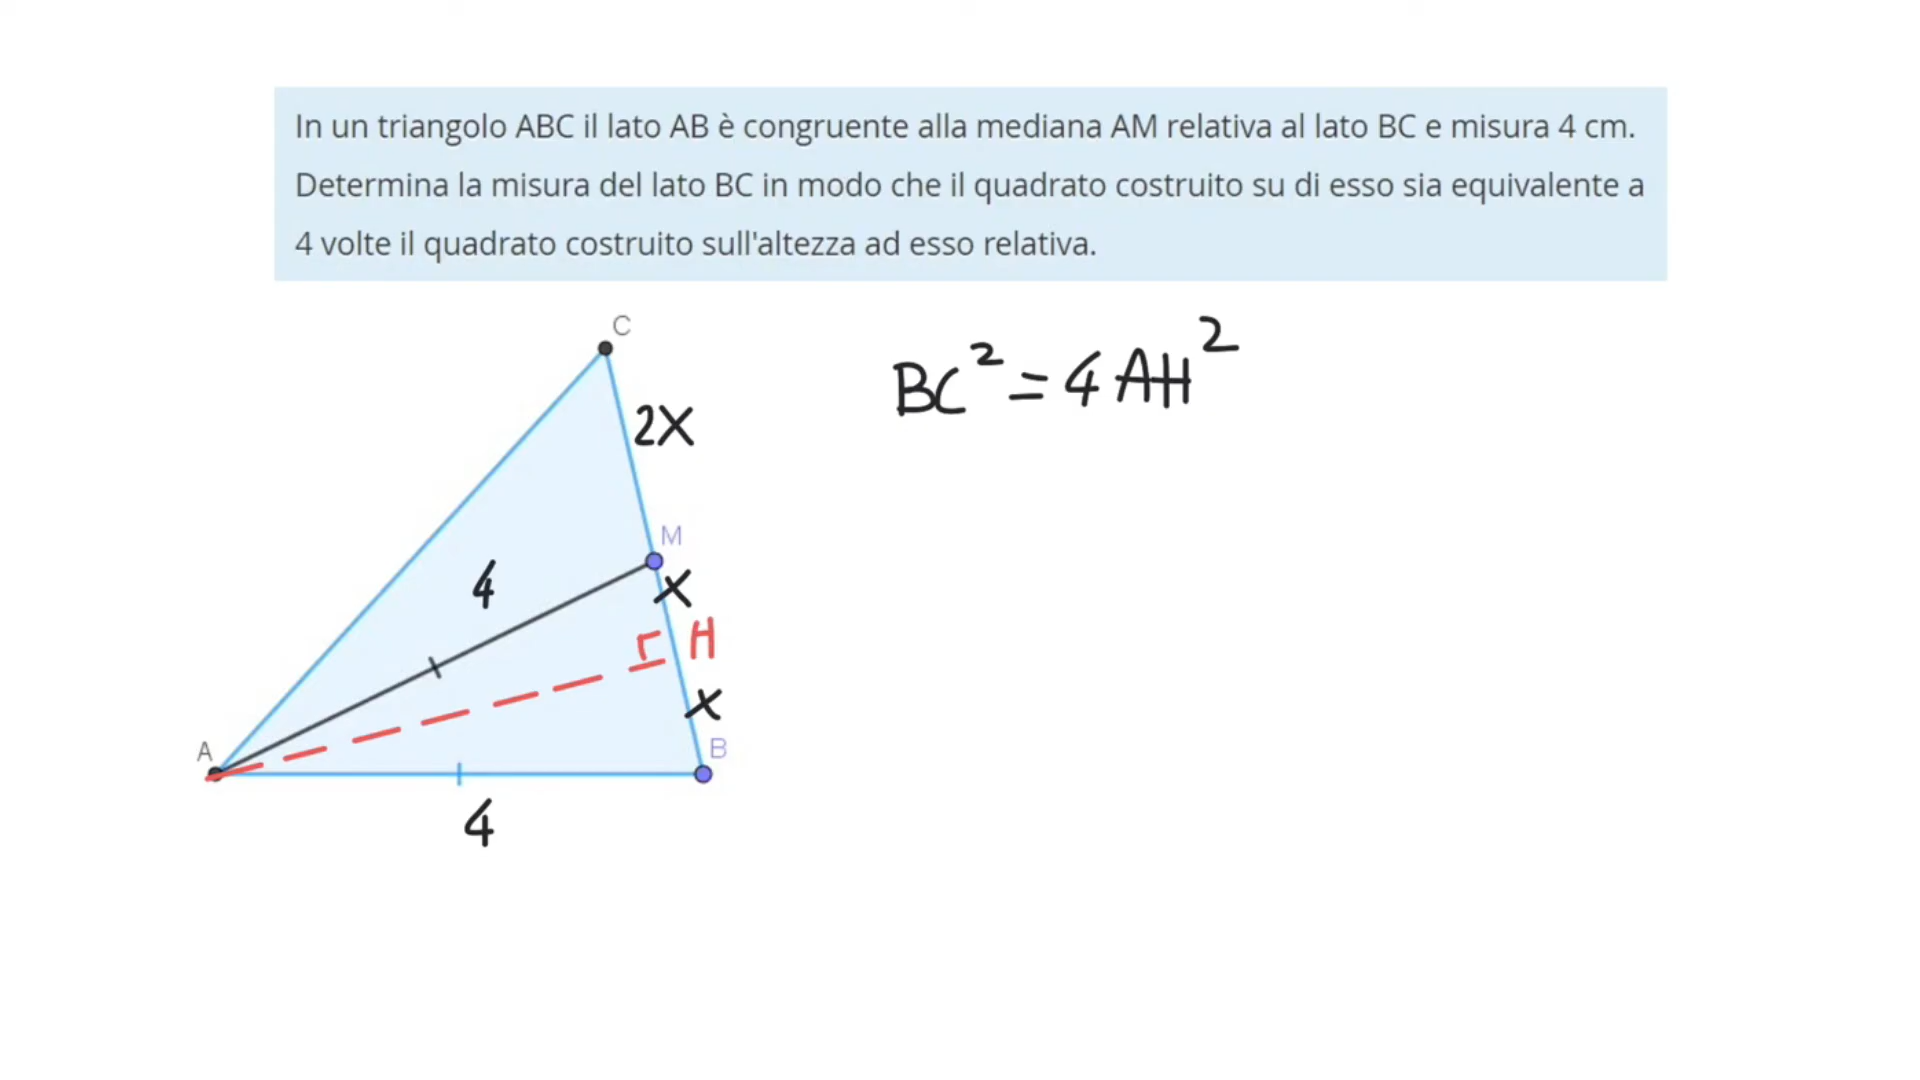 In un triangolo ABC il lato AB è congruente alla mediana AM relativa al lato BC e misura 4 cm.
Determina la misura del lato BC in modo che il quadrato costruito su di esso sia equivalente a
4 volte il quadrato costruito sull'altezza ad esso relativa.
C
BC² = 4 AH²
2X
M
4
X
H
X
A
B
4